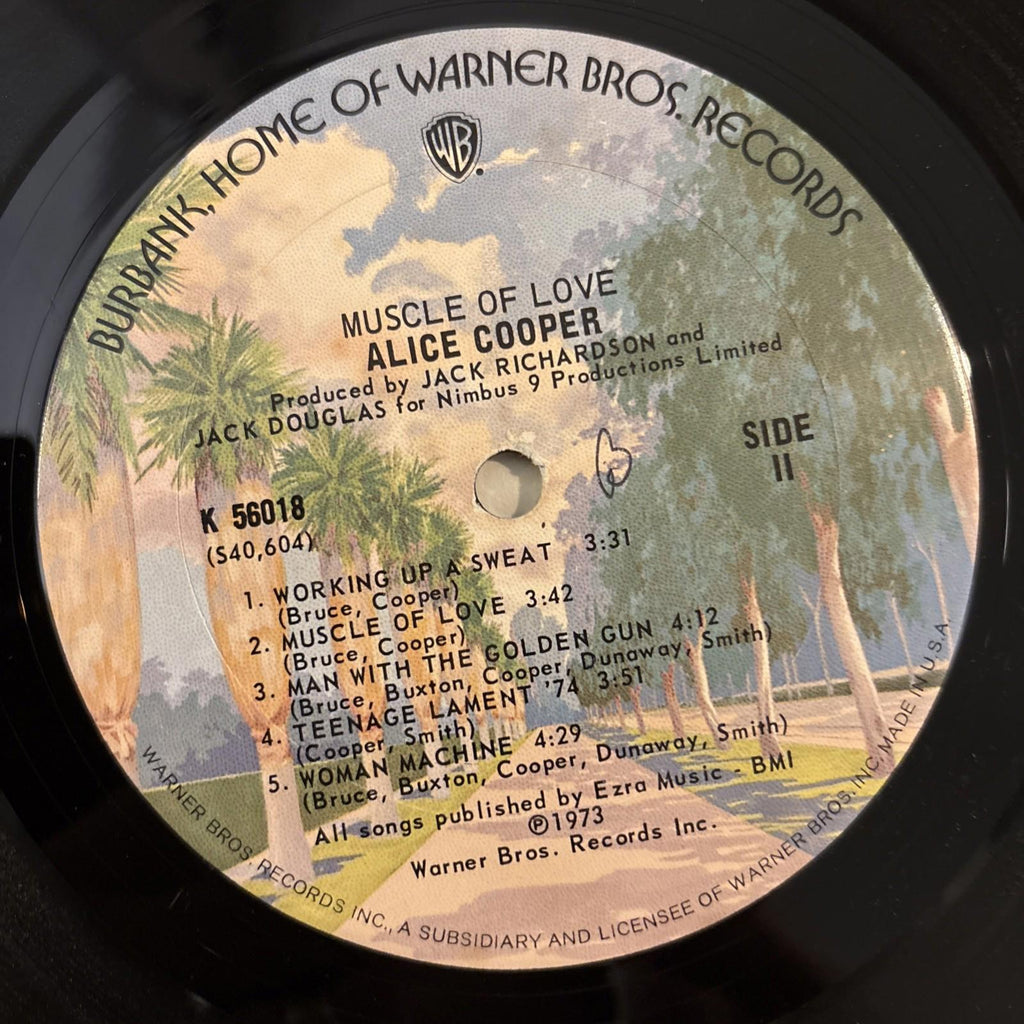 BURBANK, HOME OF WARNER BROS. RECORDS
WB
MUSCLE OF LOVE
ALICE COOPER
Produced by JACK RICHARDSON and
JACK DOUGLAS for Nimbus 9 Productions Limited
SIDE
II
B
K 56018
(S40,604)
1. WORKING UP A SWEAT 3:31
(Bruce, Cooper)
2. MUSCLE OF LOVE 3:42
(Bruce, Cooper)
3. MAN WITH THE GOLDEN GUN 4:12
(Bruce, Buxton, Cooper, Dunaway, Smith)
4. TEENAGE LAMENT '74 3:51
(Cooper, Smith)
5. WOMAN MACHINE 4:29
(Bruce, Buxton, Cooper, Dunaway, Smith)
All songs published by Ezra Music - BMI
℗1973
Warner Bros. Records Inc.
WARNER BROS. RECORDS INC., A SUBSIDIARY AND LICENSEE OF WARNER BROS. INC. MADE IN U.S.A.